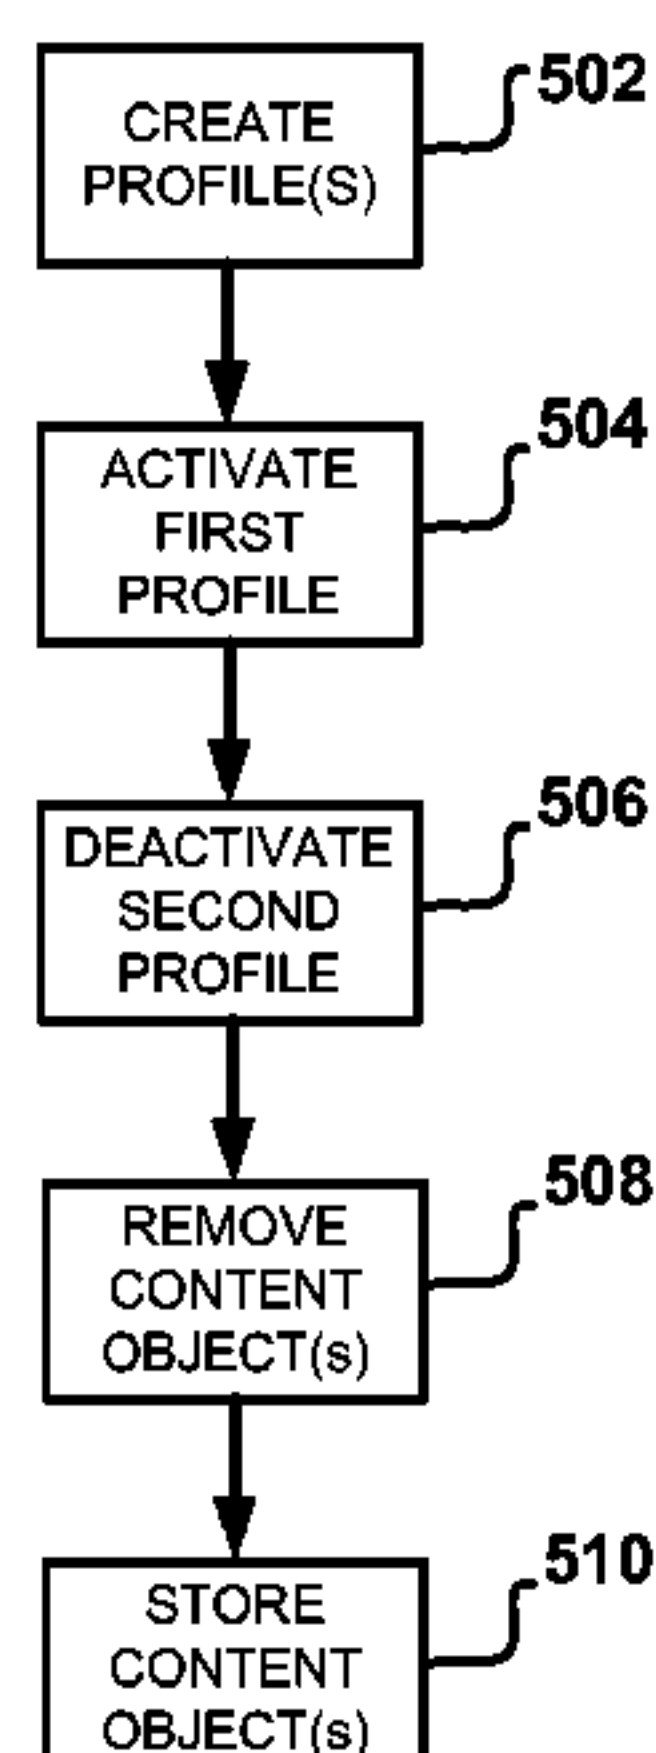 502
CREATE
PROFILE(S)
504
ACTIVATE
FIRST
PROFILE
506
DEACTIVATE
SECOND
PROFILE
508
REMOVE
CONTENT
OBJECT(s)
510
STORE
CONTENT
OBJECT(s)